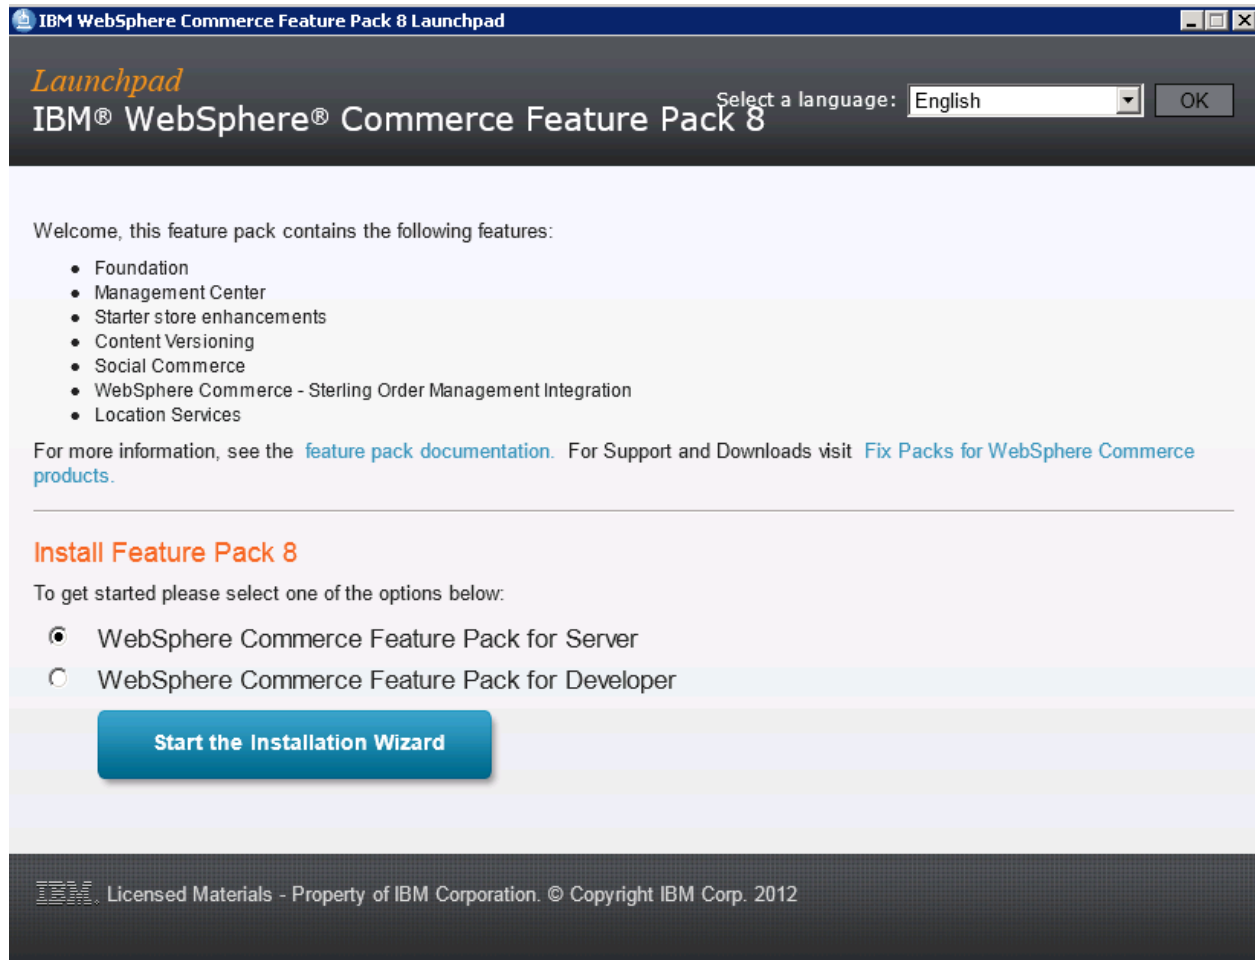 IBM WebSphere Commerce Feature Pack 8 Launchpad
Launchpad
IBM® WebSphere® Commerce Feature Pack 8
Select a language: English OK
Welcome, this feature pack contains the following features:
● Foundation
● Management Center
● Starter store enhancements
● Content Versioning
● Social Commerce
● WebSphere Commerce - Sterling Order Management Integration
● Location Services
For more information, see the feature pack documentation. For Support and Downloads visit Fix Packs for WebSphere Commerce
products.
Install Feature Pack 8
To get started please select one of the options below:
WebSphere Commerce Feature Pack for Server
WebSphere Commerce Feature Pack for Developer
Start the Installation Wizard
IBM. Licensed Materials - Property of IBM Corporation. © Copyright IBM Corp. 2012